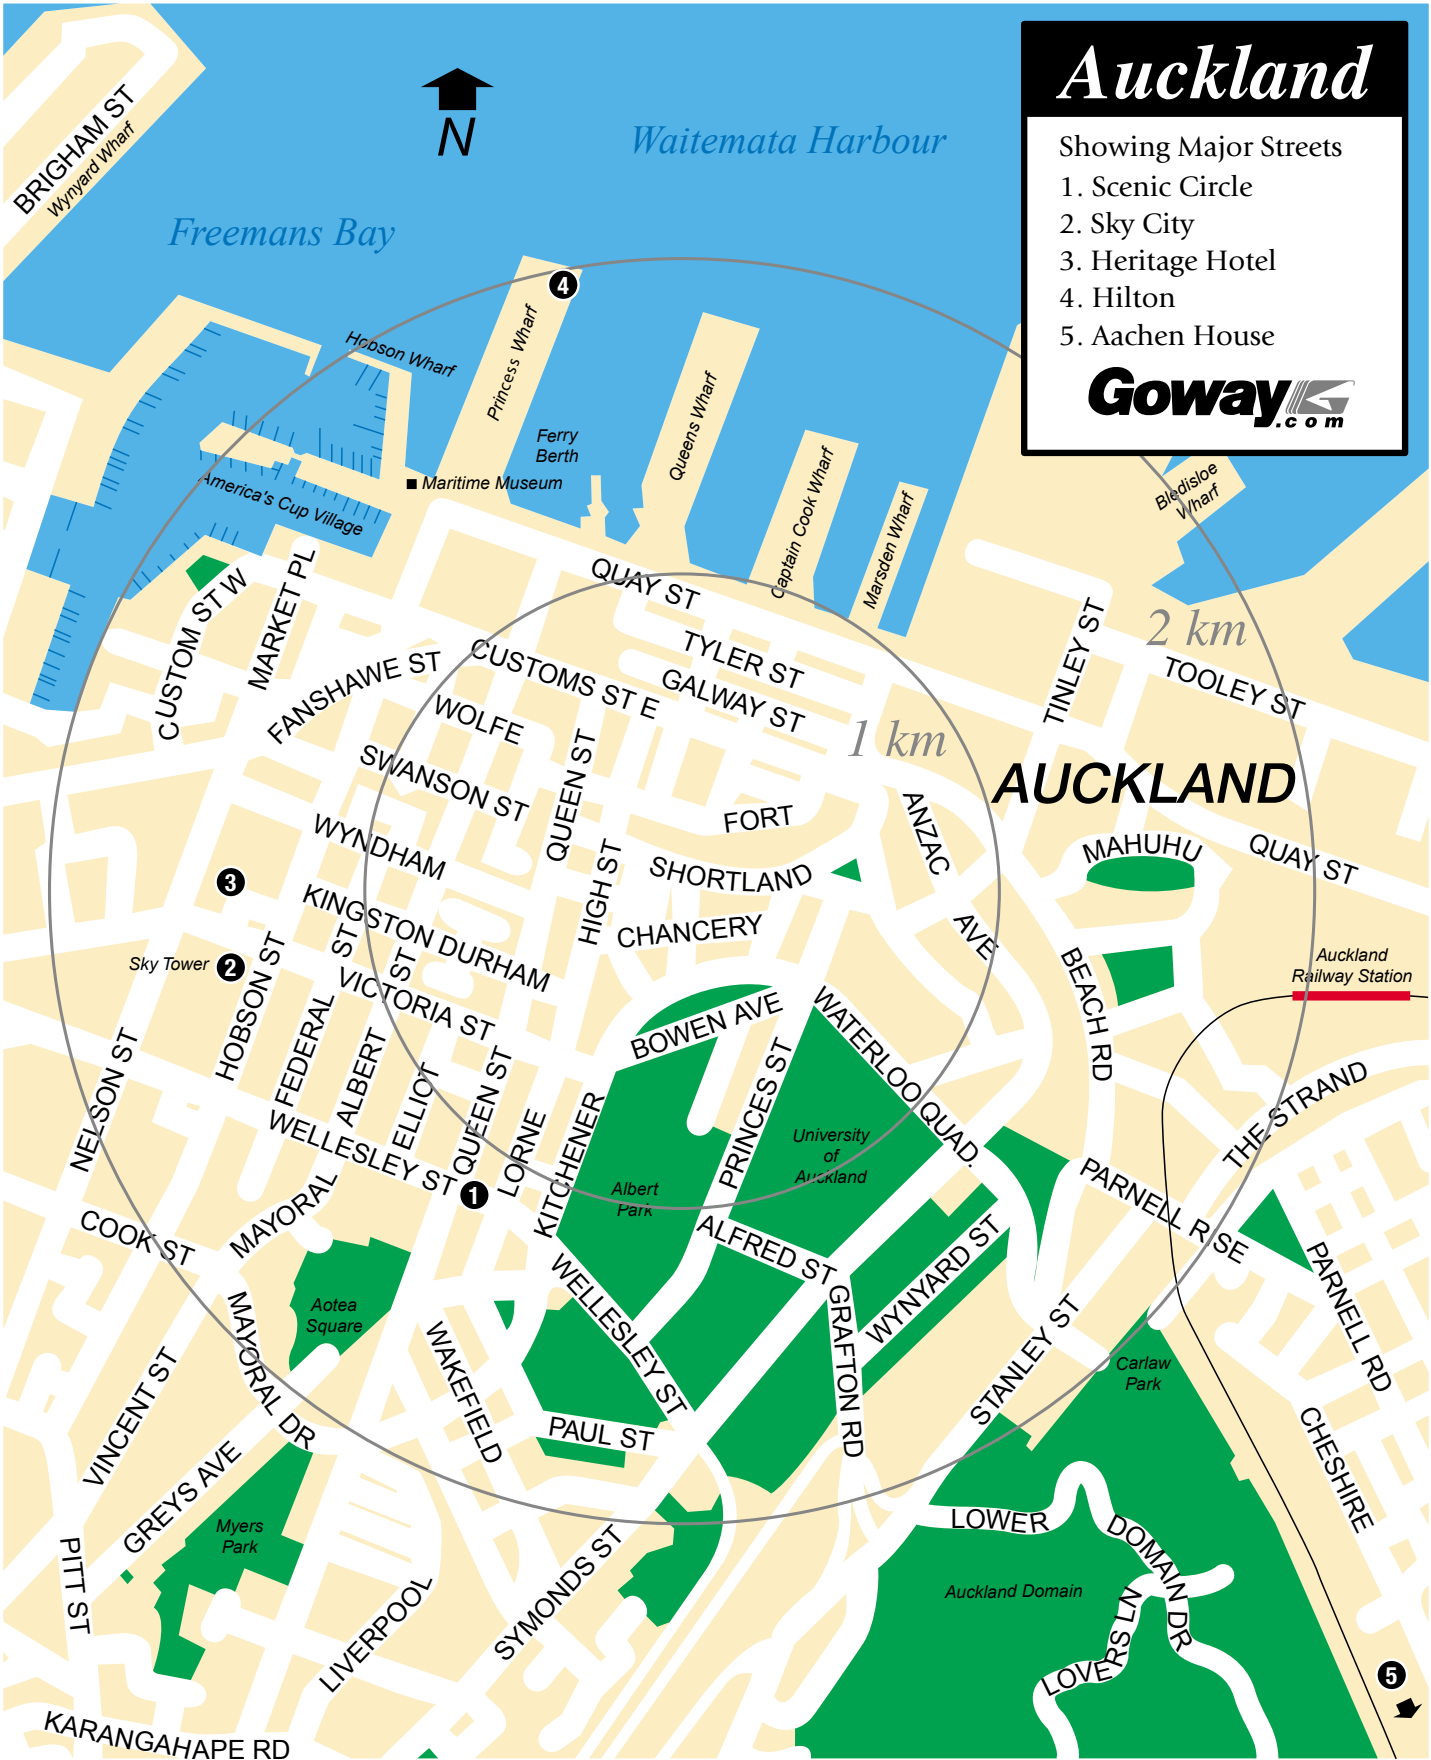 Auckland
Showing Major Streets
1. Scenic Circle
2. Sky City
3. Heritage Hotel
4. Hilton
5. Aachen House
Goway
.com
N
Waitemata Harbour
Freemans Bay
BRIGHAM ST
Wynyard Wharf
4
Hobson Wharf
Princess Wharf
Ferry
Berth
Queens Wharf
Captain Cook Wharf
Marsden Wharf
Bledisloe
Wharf
Maritime Museum
America's Cup Village
QUAY ST
CUSTOM ST W
MARKET PL
FANSHAWE ST
CUSTOMS ST E
TYLER ST
GALWAY ST
TINLEY ST
2 km
TOOLEY ST
1 km
WOLFE
SWANSON ST
QUEEN ST
AUCKLAND
WYNDHAM
FORT
ANZAC
AVE
MAHUHU
QUAY ST
SHORTLAND
HIGH ST
CHANCERY
3
KINGSTON
DURHAM
Sky Tower
2
HOBSON ST
FEDERAL
ST
ALBERT
ST
VICTORIA ST
BEACH RD
Auckland
Railway Station
BOWEN AVE
WATERLOO QUAD.
NELSON ST
ELLIOT
QUEEN ST
LORNE
KITCHENER
PRINCES ST
THE STRAND
WELLESLEY ST
1
University
of
Auckland
Albert
Park
PARNELL RISE
COOK ST
MAYORAL
ALFRED ST
WYNYARD ST
PARNELL RD
Aotea
Square
WELLESLEY ST
GRAFTON RD
STANLEY ST
Carlaw
Park
MAYORAL DR
WAKEFIELD
VINCENT ST
PAUL ST
CHESHIRE
GREYS AVE
Myers
Park
LOWER
DOMAIN DR
PITT ST
SYMONDS ST
Auckland Domain
LIVERPOOL
LOVERS LN
5
KARANGAHAPE RD